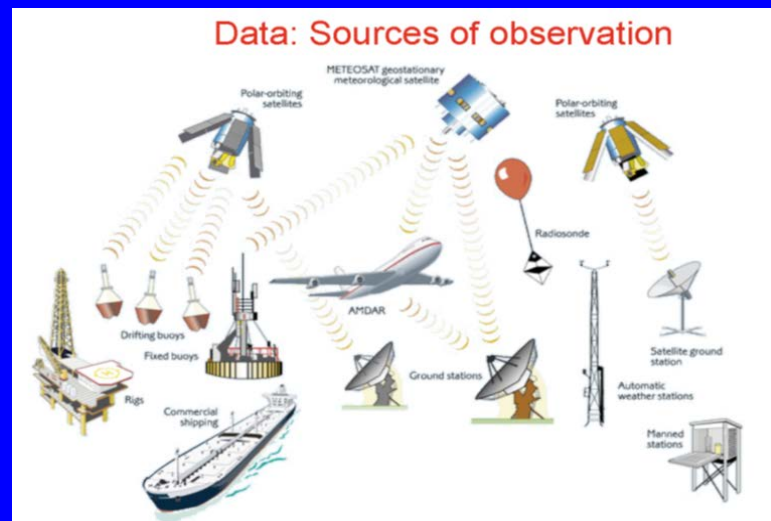 Data: Sources of observation
METEOSAT geostationary
meteorological satellite
Polar-orbiting
satellites
Polar-orbiting
satellites
Radiosonde
AMDAR
Drifting buoys
Fixed buoys
Rigs
Commercial
shipping
Ground stations
Satellite ground
station
Automatic
weather stations
Manned
stations